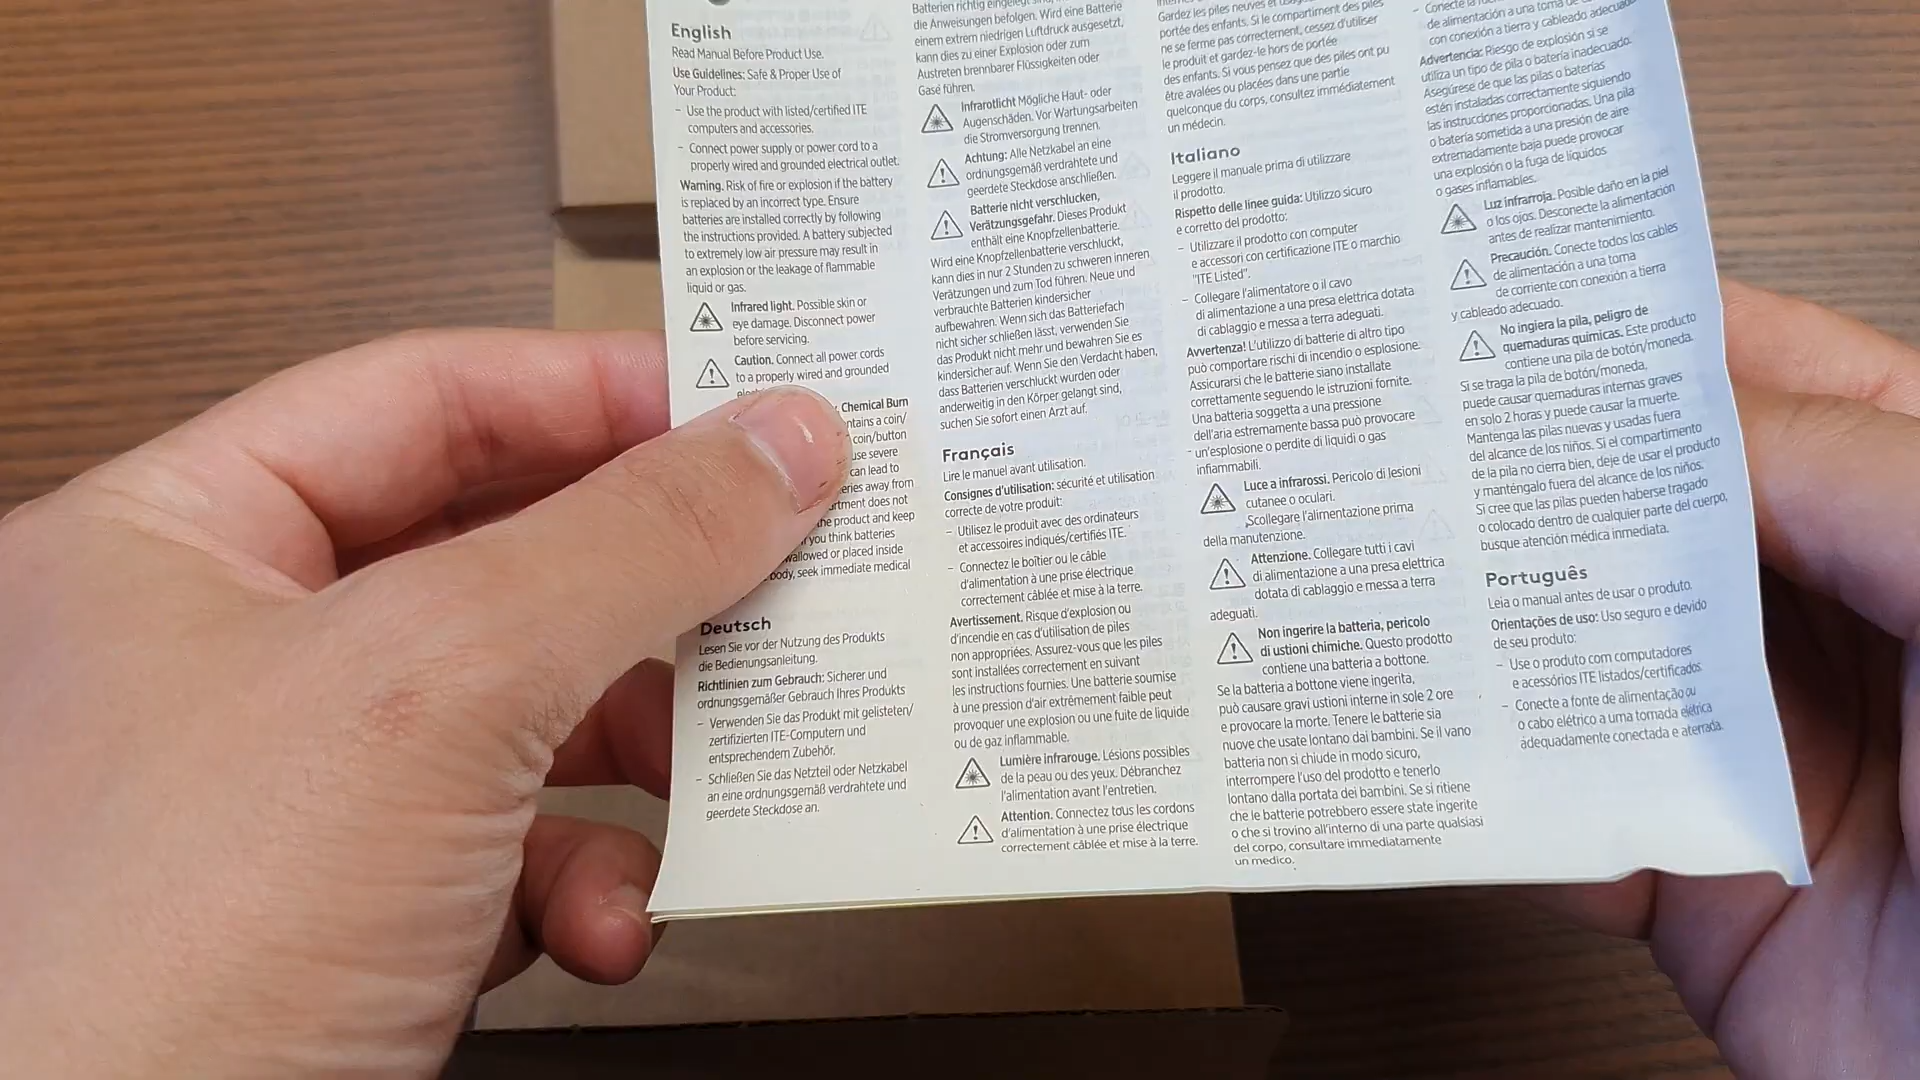 English
Read Manual Before Product Use.
Use Guidelines: Safe & Proper Use of
Your Product:
– Use the product with listed/certified ITE
computers and accessories.
– Connect power supply or power cord to a
properly wired and grounded electrical outlet.
Warning. Risk of fire or explosion if the battery
is replaced by an incorrect type. Ensure
batteries are installed correctly by following
the instructions provided. A battery subjected
to extremely low air pressure may result in
an explosion or the leakage of flammable
liquid or gas.
Infrared light. Possible skin or
eye damage. Disconnect power
before servicing.
Caution. Connect all power cords
to a properly wired and grounded
Chemical Burn
coin/
coin/button
severe
can lead to
away from
does not
the product and keep
you think batteries
or placed inside
body, seek immediate medical
Deutsch
Lesen Sie vor der Nutzung des Produkts
die Bedienungsanleitung.
Richtlinien zum Gebrauch: Sicherer und
ordnungsgemäßer Gebrauch Ihres Produkts
– Verwenden Sie das Produkt mit gelisteten/
zertifizierten ITE-Computern und
entsprechendem Zubehör.
– Schließen Sie das Netzteil oder Netzkabel
an eine ordnungsgemäß verdrahtete und
geerdete Steckdose an.
Batterien richtig eingelegt
die Anweisungen befolgen. Wird eine Batterie
einem extrem niedrigen Luftdruck ausgesetzt,
kann dies zu einer Explosion oder zum
Austreten brennbarer Flüssigkeiten oder
Gase führen.
Infrarotlicht Mögliche Haut- oder
Augenschäden. Vor Wartungsarbeiten
die Stromversorgung trennen.
Achtung: Alle Netzkabel an eine
ordnungsgemäß verdrahtete und
geerdete Steckdose anschließen.
Batterie nicht verschlucken,
Verätzungsgefahr. Dieses Produkt
enthält eine Knopfzellenbatterie.
Wird eine Knopfzellenbatterie verschluckt,
kann dies in nur 2 Stunden zu schweren inneren
Verätzungen und zum Tod führen. Neue und
verbrauchte Batterien kindersicher
aufbewahren. Wenn sich das Batteriefach
nicht sicher schließen lässt, verwenden Sie
das Produkt nicht mehr und bewahren Sie es
kindersicher auf. Wenn Sie den Verdacht haben,
dass Batterien verschluckt wurden oder
anderweitig in den Körper gelangt sind,
suchen Sie sofort einen Arzt auf.
Français
Lire le manuel avant utilisation.
Consignes d'utilisation: sécurité et utilisation
correcte de votre produit:
– Utilisez le produit avec des ordinateurs
et accessoires indiqués/certifiés ITE.
– Connectez le boîtier ou le câble
d'alimentation à une prise électrique
correctement câblée et mise à la terre.
Avertissement. Risque d'explosion ou
d'incendie en cas d'utilisation de piles
non appropriées. Assurez-vous que les piles
sont installées correctement en suivant
les instructions fournies. Une batterie soumise
à une pression d'air extrêmement faible peut
provoquer une explosion ou une fuite de liquide
ou de gaz inflammable.
Lumière infrarouge. Lésions possibles
de la peau ou des yeux. Débranchez
l'alimentation avant l'entretien.
Attention. Connectez tous les cordons
d'alimentation à une prise électrique
correctement câblée et mise à la terre.
Gardez les piles neuves et
portée des enfants. Si le compartiment des piles
ne se ferme pas correctement, cessez d'utiliser
le produit et gardez-le hors de portée
des enfants. Si vous pensez que des piles ont pu
être avalées ou placées dans une partie
quelconque du corps, consultez immédiatement
un médecin.
Italiano
Leggere il manuale prima di utilizzare
il prodotto.
Rispetto delle linee guida: Utilizzo sicuro
e corretto del prodotto:
– Utilizzare il prodotto con computer
e accessori con certificazione ITE o marchio
"ITE Listed".
– Collegare l'alimentatore o il cavo
di alimentazione a una presa elettrica dotata
di cablaggio e messa a terra adeguati.
Avvertenza! L'utilizzo di batterie di altro tipo
può comportare rischi di incendio o esplosione.
Assicurarsi che le batterie siano installate
correttamente seguendo le istruzioni fornite.
Una batteria soggetta a una pressione
dell'aria estremamente bassa può provocare
un'esplosione o perdite di liquidi o gas
infiammabili.
Luce a infrarossi. Pericolo di lesioni
cutanee o oculari.
Scollegare l'alimentazione prima
della manutenzione.
Attenzione. Collegare tutti i cavi
di alimentazione a una presa elettrica
dotata di cablaggio e messa a terra
adeguati.
Non ingerire la batteria, pericolo
di ustioni chimiche. Questo prodotto
contiene una batteria a bottone.
Se la batteria a bottone viene ingerita,
può causare gravi ustioni interne in sole 2 ore
e provocare la morte. Tenere le batterie sia
nuove che usate lontano dai bambini. Se il vano
batteria non si chiude in modo sicuro,
interrompere l'uso del prodotto e tenerlo
lontano dalla portata dei bambini. Se si ritiene
che le batterie potrebbero essere state ingerite
o che si trovino all'interno di una parte qualsiasi
del corpo, consultare immediatamente
un medico.
– Conecte la
de alimentación a una toma
con conexión a tierra y cableado adecuado.
Advertencia: Riesgo de explosión si se
utiliza un tipo de pila o batería inadecuado.
Asegúrese de que las pilas o baterías
estén instaladas correctamente siguiendo
las instrucciones proporcionadas. Una pila
o batería sometida a una presión de aire
extremadamente baja puede provocar
una explosión o la fuga de líquidos
o gases inflamables.
Luz infrarroja. Posible daño en la piel
o los ojos. Desconecte la alimentación
antes de realizar mantenimiento.
Precaución. Conecte todos los cables
de alimentación a una toma
de corriente con conexión a tierra
y cableado adecuado.
No ingiera la pila, peligro de
quemaduras químicas. Este producto
contiene una pila de botón/moneda.
Si se traga la pila de botón/moneda,
puede causar quemaduras internas graves
en solo 2 horas y puede causar la muerte.
Mantenga las pilas nuevas y usadas fuera
del alcance de los niños. Si el compartimento
de la pila no cierra bien, deje de usar el producto
y manténgalo fuera del alcance de los niños.
Si cree que las pilas pueden haberse tragado
o colocado dentro de cualquier parte del cuerpo,
busque atención médica inmediata.
Português
Leia o manual antes de usar o produto.
Orientações de uso: Uso seguro e devido
de seu produto:
– Use o produto com computadores
e acessórios ITE listados/certificados.
– Conecte a fonte de alimentação ou
o cabo elétrico a uma tomada elétrica
adequadamente conectada e aterrada.